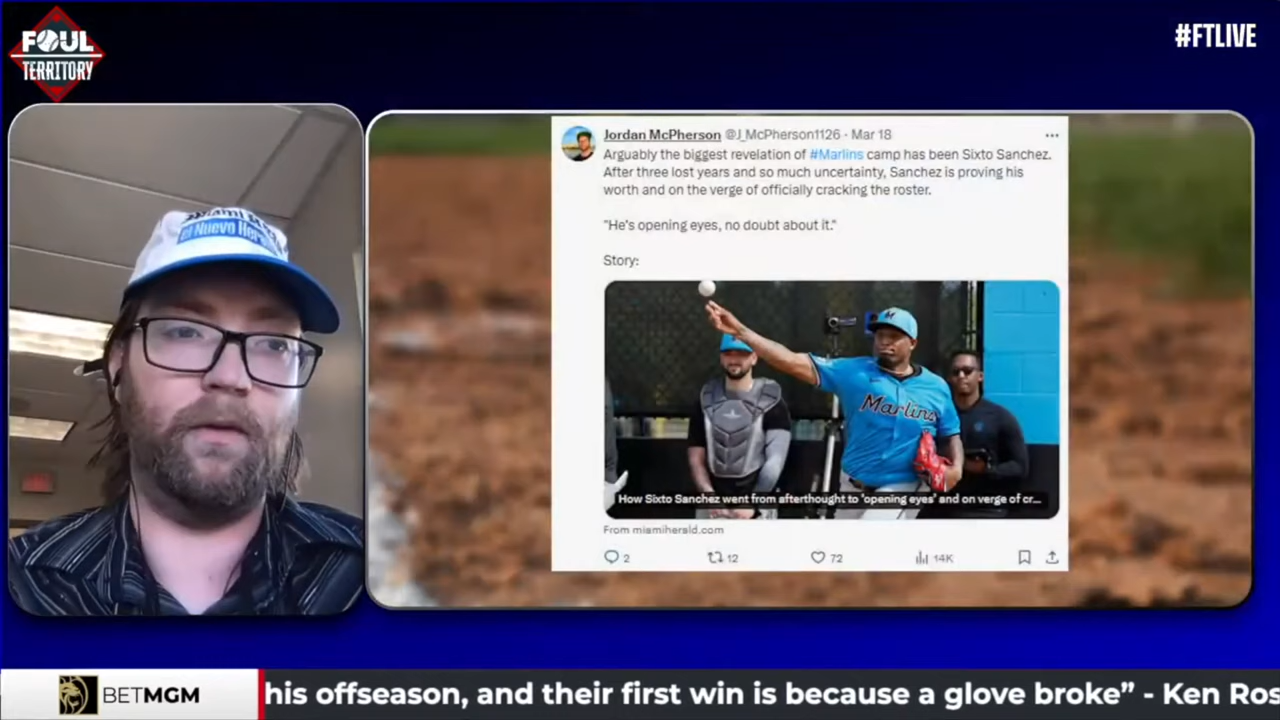 FOUL
TERRITORY
#FTLIVE
el Nuevo Her
Jordan McPherson @J_McPherson1126 · Mar 18
Arguably the biggest revelation of #Marlins camp has been Sixto Sanchez.
After three lost years and so much uncertainty, Sanchez is proving his
worth and on the verge of officially cracking the roster.
"He's opening eyes, no doubt about it."
Story:
Marlins
How Sixto Sanchez went from afterthought to 'opening eyes' and on verge of cr...
From miamiherald.com
2 12 72 14K
BETMGM
his offseason, and their first win is because a glove broke” - Ken Ros